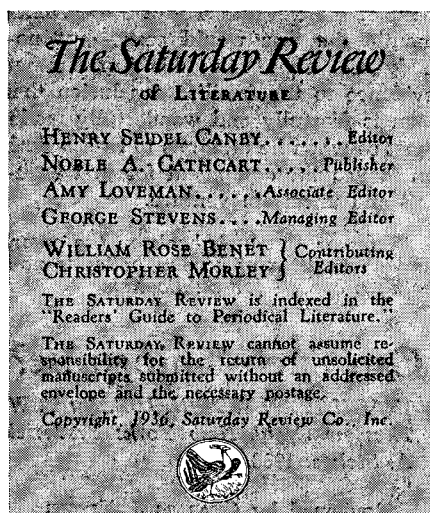 The Saturday Review
OF LITERATURE
HENRY SEIDEL CANBY.......Editor
NOBLE A. CATHCART.....Publisher
AMY LOVEMAN......Associate Editor
GEORGE STEVENS....Managing Editor
WILLIAM ROSE BENET } Contributing
CHRISTOPHER MORLEY } Editors
THE SATURDAY REVIEW is indexed in the
"Readers' Guide to Periodical Literature."
THE SATURDAY REVIEW cannot assume re-
sponsibility for the return of unsolicited
manuscripts submitted without an addressed
envelope and the necessary postage.
Copyright, 1936, Saturday Review Co., Inc.